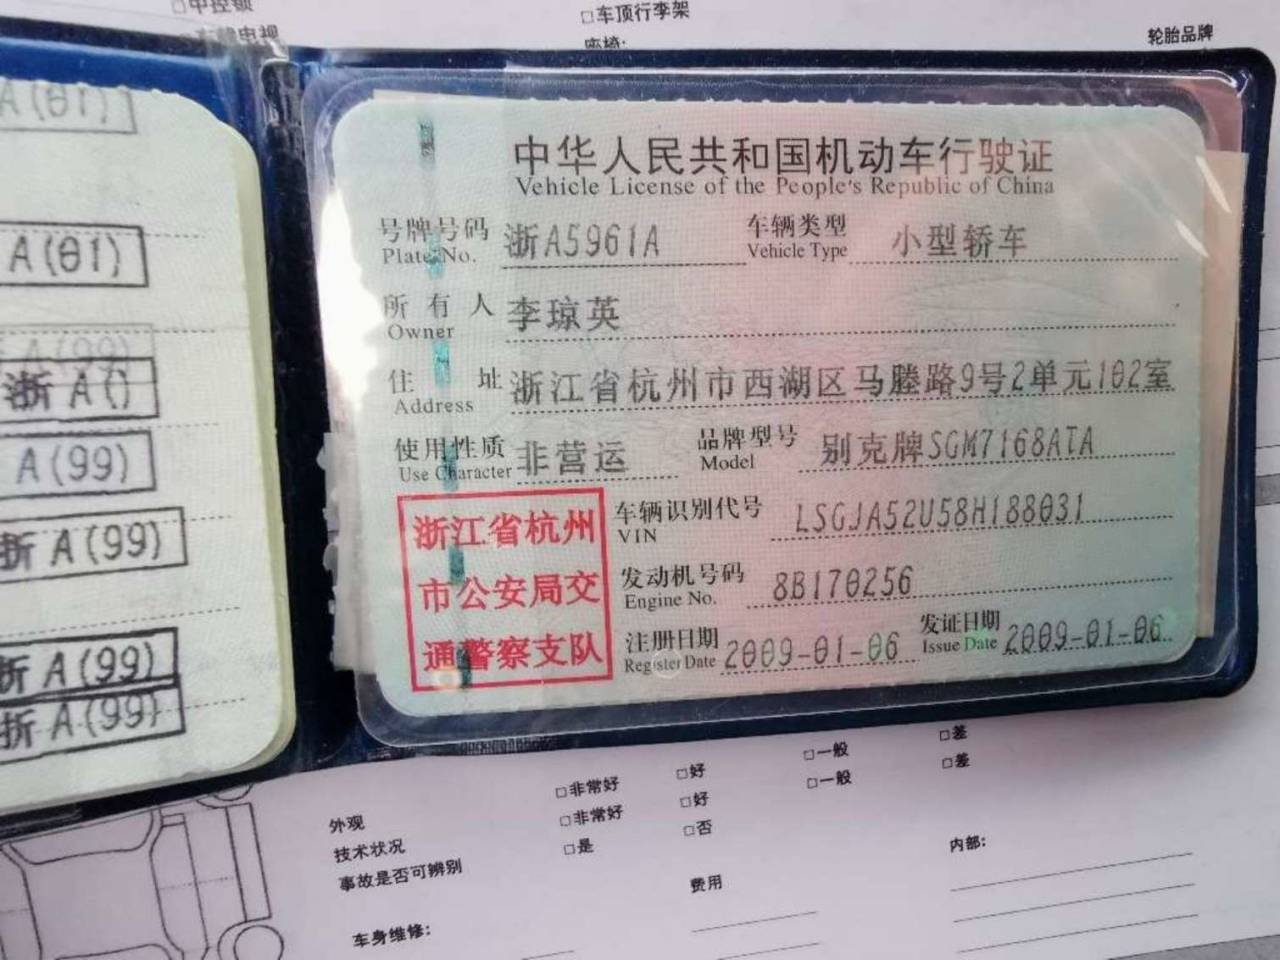 □中控锁
□车顶行李架
座椅:
轮胎品牌
A(01)
A(01)
A(99)
浙 A()
A(99)
浙 A(99)
浙 A(99)
浙 A(99)
中华人民共和国机动车行驶证
Vehicle License of the People's Republic of China
号牌号码 浙A5961A 车辆类型 小型轿车
Plate No. Vehicle Type
所有人 李琼英
Owner
住址 浙江省杭州市西湖区马塍路9号2单元102室
Address
使用性质 非营运 品牌型号 别克牌SGM7168ATA
Use Character Model
浙江省杭州
市公安局交
通警察支队
车辆识别代号 LSGJA52U58H188031
VIN
发动机号码 8B170256
Engine No.
注册日期 2009-01-06 发证日期 2009-01-06
Register Date Issue Date
外观 □非常好 □好 □一般 □差
技术状况 □非常好 □好 □一般 □差
事故是否可辨别 □是 □否
费用
内部:
车身维修: